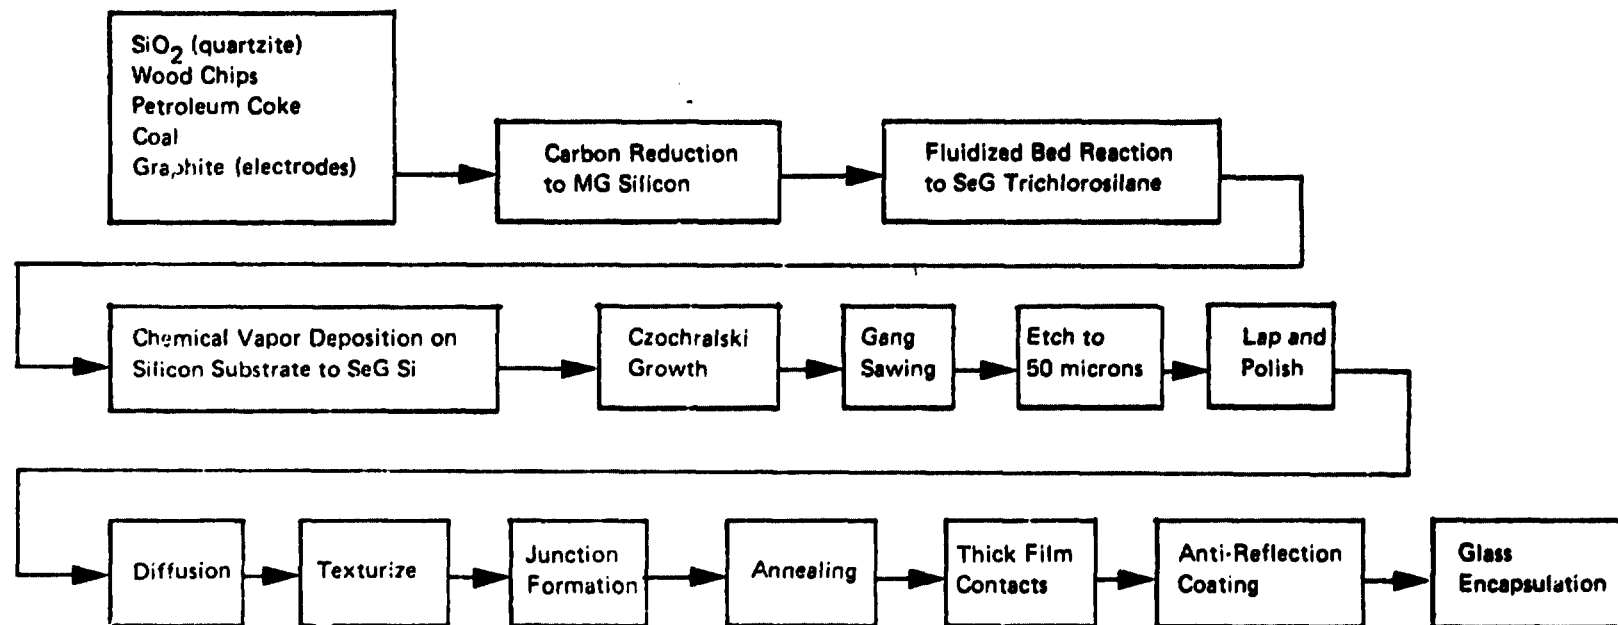 SiO2 (quartzite)
Wood Chips
Petroleum Coke
Coal
Graphite (electrodes)
Carbon Reduction
to MG Silicon
Fluidized Bed Reaction
to SeG Trichlorosilane
Chemical Vapor Deposition on
Silicon Substrate to SeG Si
Czochralski
Growth
Gang
Sawing
Etch to
50 microns
Lap and
Polish
Diffusion
Texturize
Junction
Formation
Annealing
Thick Film
Contacts
Anti-Reflection
Coating
Glass
Encapsulation